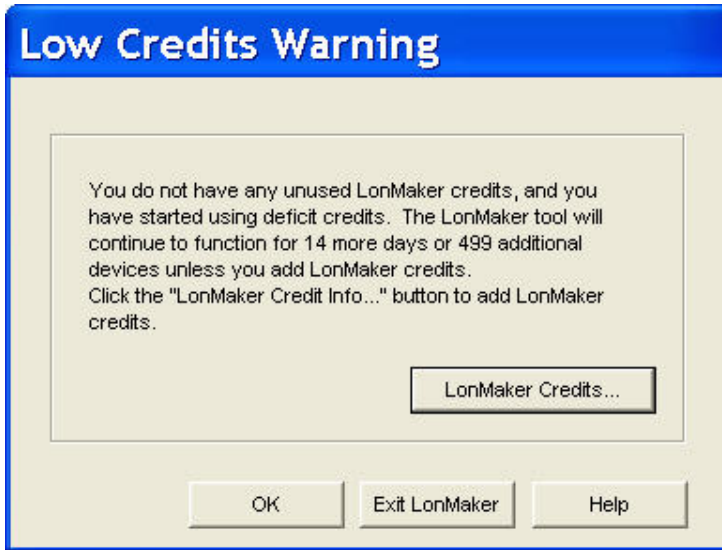 Low Credits Warning
You do not have any unused LonMaker credits, and you
have started using deficit credits. The LonMaker tool will
continue to function for 14 more days or 499 additional
devices unless you add LonMaker credits.
Click the "LonMaker Credit Info..." button to add LonMaker
credits.
LonMaker Credits...
OK
Exit LonMaker
Help